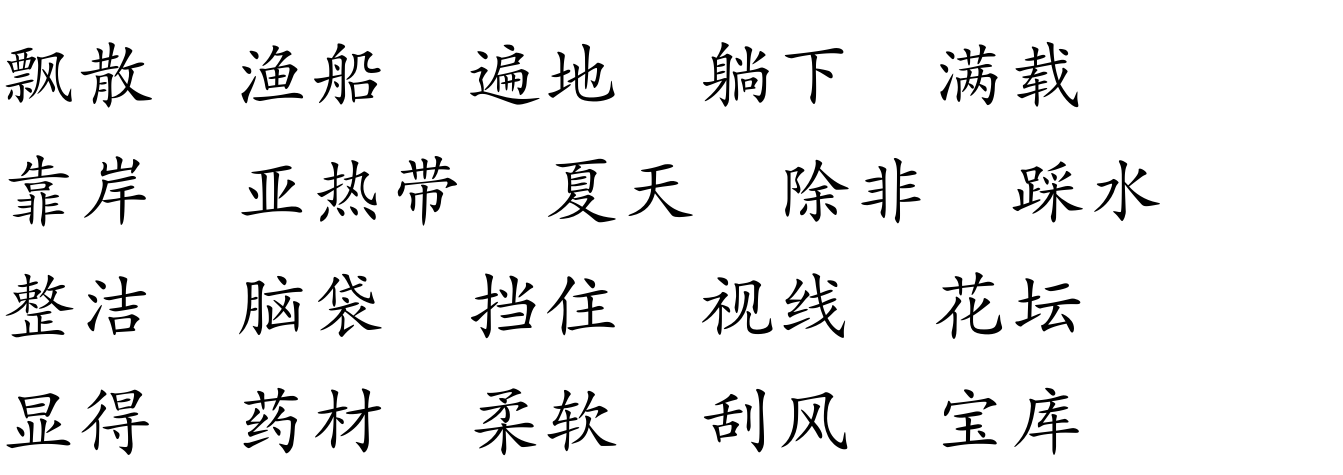 飘散 渔船 遍地 躺下 满载
靠岸 亚热带 夏天 除非 踩水
整洁 脑袋 挡住 视线 花坛
显得 药材 柔软 刮风 宝库